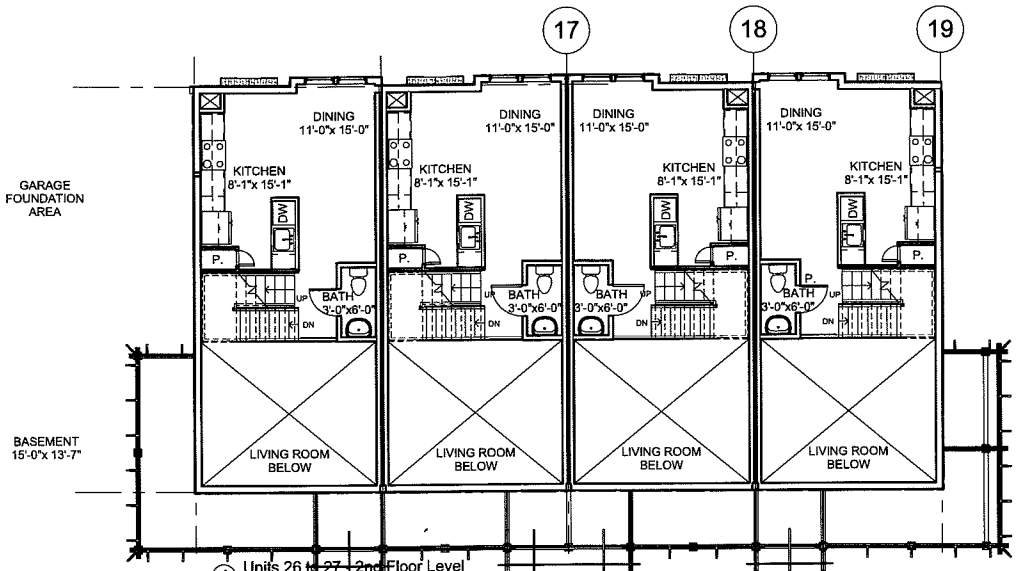 17
18
19
DINING
11'-0"x 15'-0"
DINING
11'-0"x 15'-0"
DINING
11'-0"x 15'-0"
DINING
11'-0"x 15'-0"
KITCHEN
8'-1"x 15'-1"
KITCHEN
8'-1"x 15'-1"
KITCHEN
8'-1"x 15'-1"
KITCHEN
8'-1"x 15'-1"
GARAGE
FOUNDATION
AREA
DW
DW
DW
DW
P.
P.
P.
P.
P.
UP
BATH
3'-0"x6'-0"
DN
UP
BATH
3'-0"x6'-0"
DN
BATH
3'-0"x6'-0"
UP
DN
BATH
3'-0"x6'-0"
UP
DN
BASEMENT
15'-0"x 13'-7"
LIVING ROOM
BELOW
LIVING ROOM
BELOW
LIVING ROOM
BELOW
LIVING ROOM
BELOW
Units 26 to 27 - 2nd Floor Level